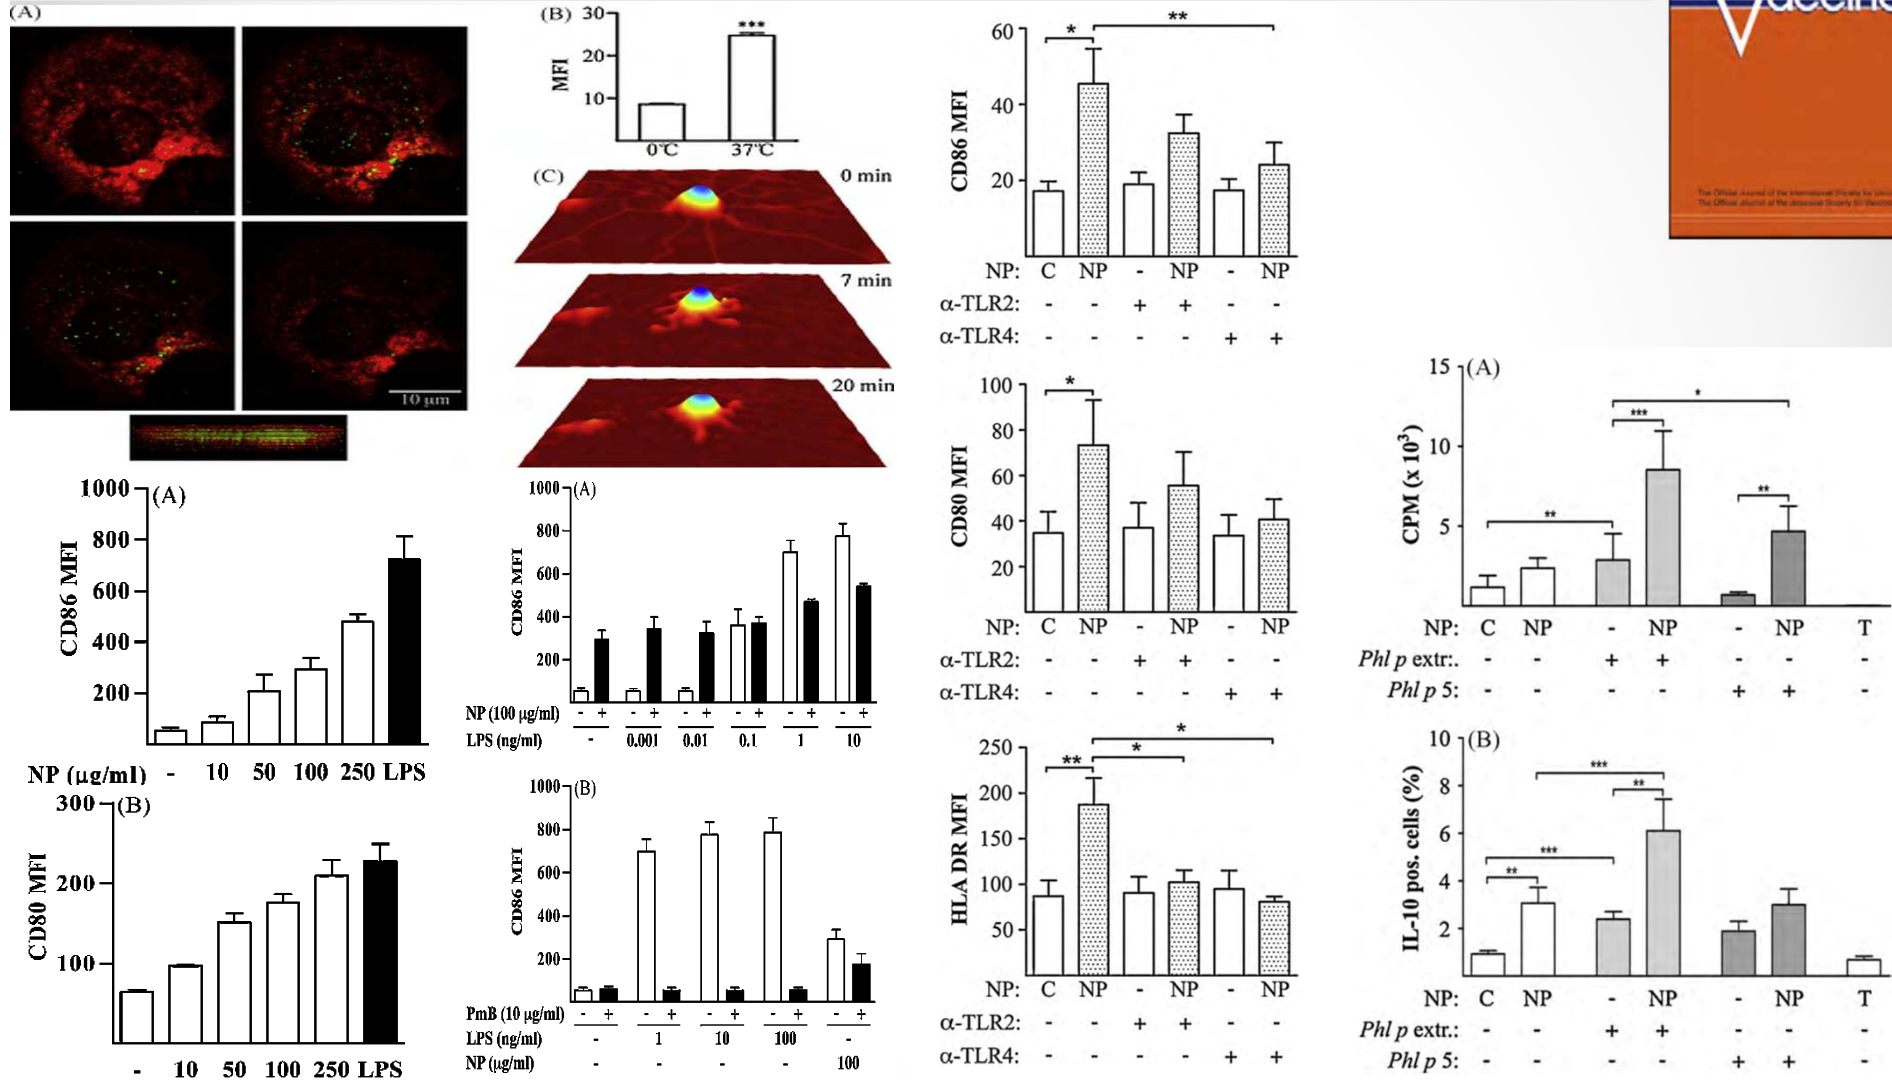 (A)
10 µm
(B)
MFI
30
20
10
***
0°C 37°C
(C)
0 min
7 min
20 min
(A)
CD86 MFI
1000
800
600
400
200
NP (µg/ml) - 10 50 100 250 LPS
(B)
CD80 MFI
300
200
100
- 10 50 100 250 LPS
(A)
CD86 MFI
1000
800
600
400
200
NP (100 µg/ml) - + - + - + - + - + - +
LPS (ng/ml) - 0.001 0.01 0.1 1 10
(B)
CD86 MFI
1000
800
600
400
200
PmB (10 µg/ml) - + - + - + - + - +
LPS (ng/ml) - 1 10 100 -
NP (µg/ml) - - - - 100
CD86 MFI
60
40
20
* **
NP: C NP - NP - NP
α-TLR2: - - + + - -
α-TLR4: - - - - + +
CD80 MFI
100
80
60
40
20
*
NP: C NP - NP - NP
α-TLR2: - - + + - -
α-TLR4: - - - - + +
HLA DR MFI
250
200
150
100
50
** * *
NP: C NP - NP - NP
α-TLR2: - - + + - -
α-TLR4: - - - - + +
Vaccine
(A)
CPM (x 10³)
15
10
5
** *** * **
NP: C NP - NP - NP T
Phl p extr:. - - + + - - -
Phl p 5: - - - - + + -
(B)
IL-10 pos. cells (%)
10
8
6
4
2
** *** *** **
NP: C NP - NP - NP T
Phl p extr.: - - + + - - -
Phl p 5: - - - - + + -